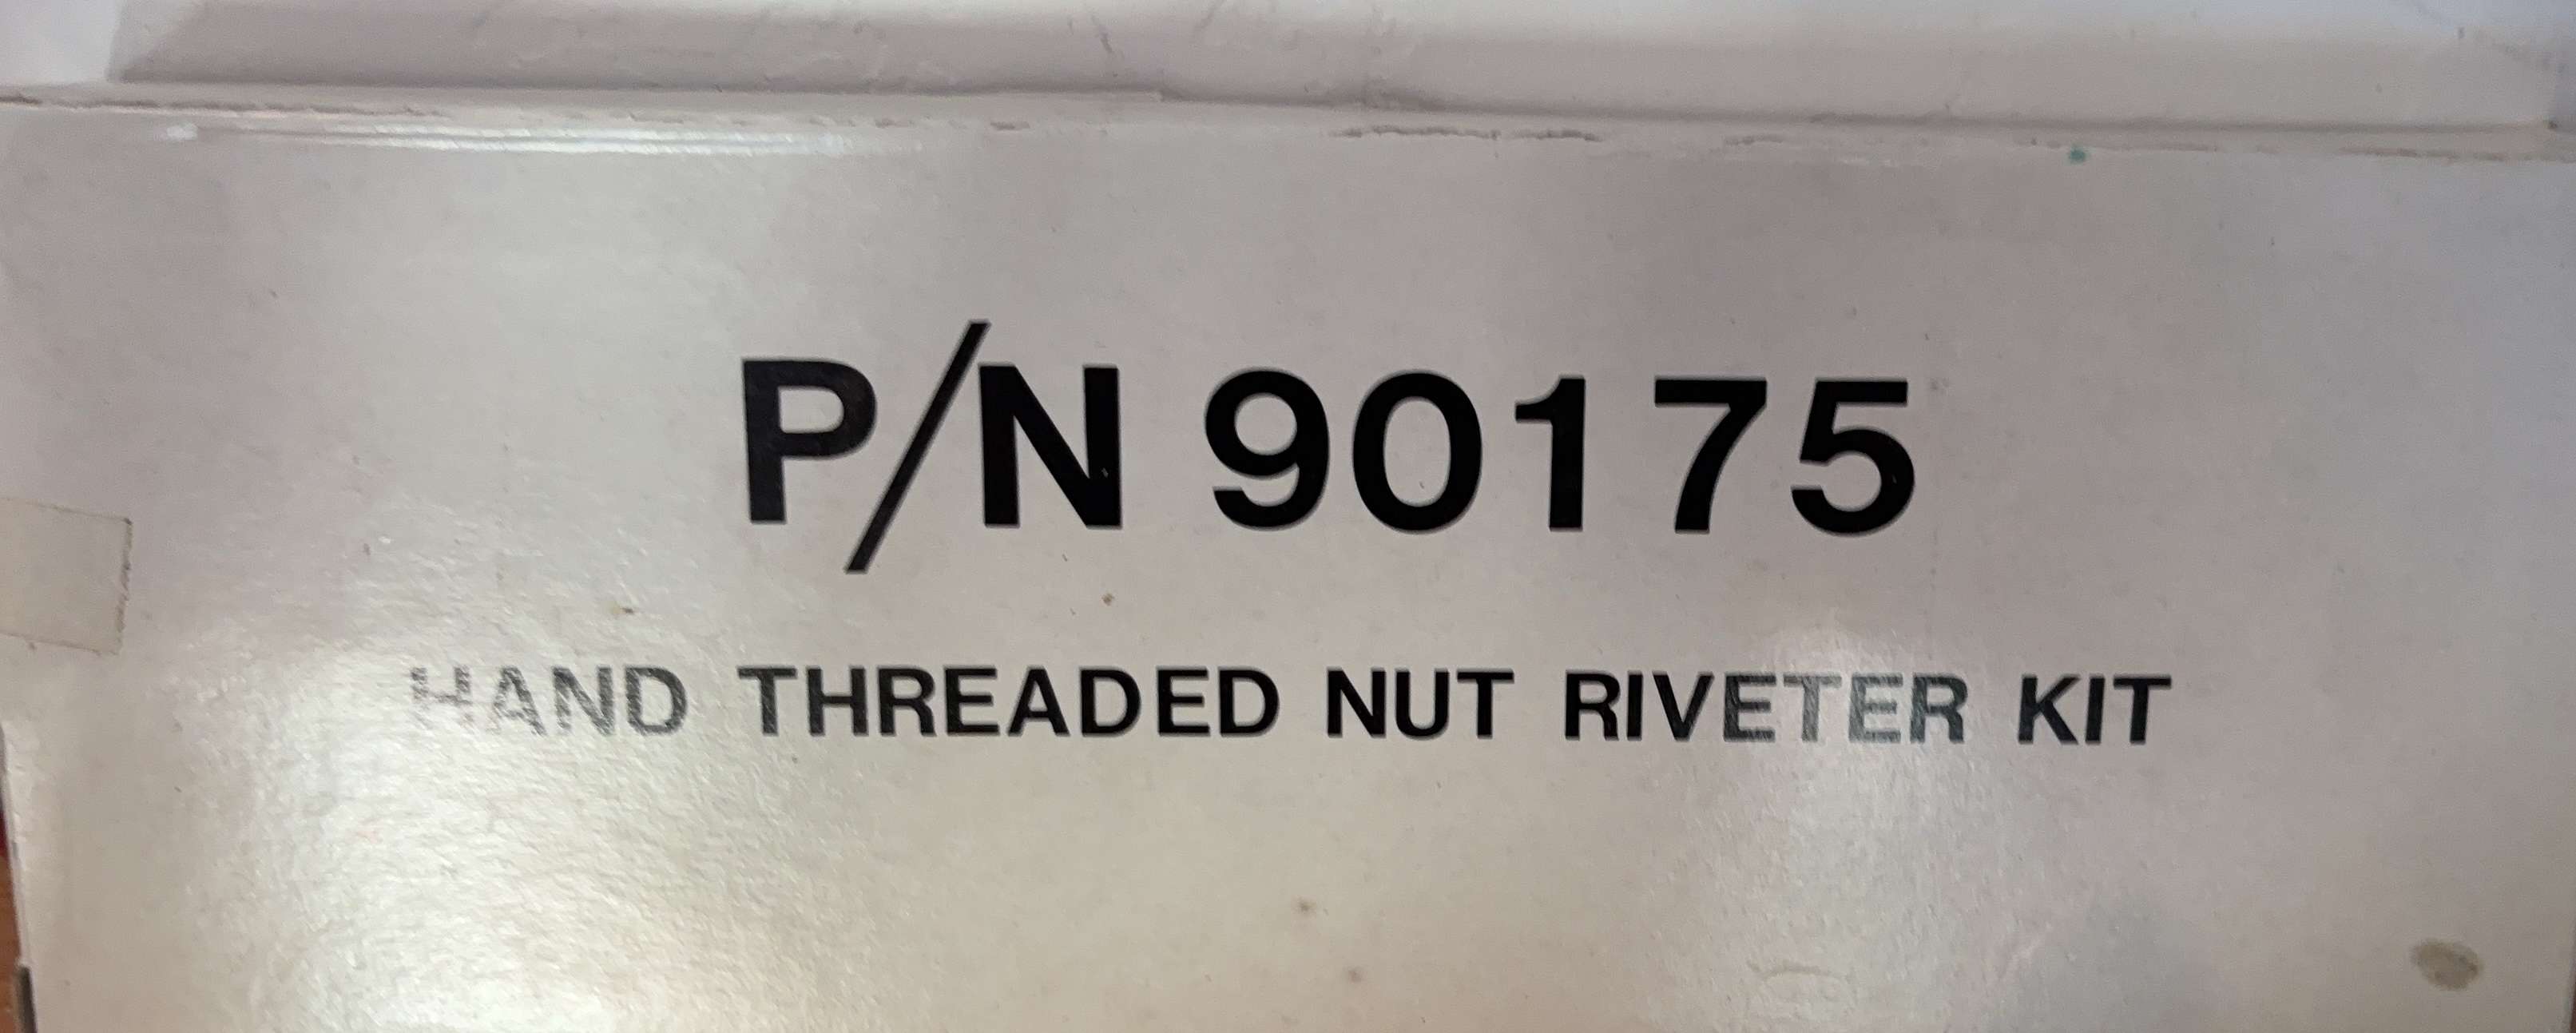 P/N 90175
HAND THREADED NUT RIVETER KIT